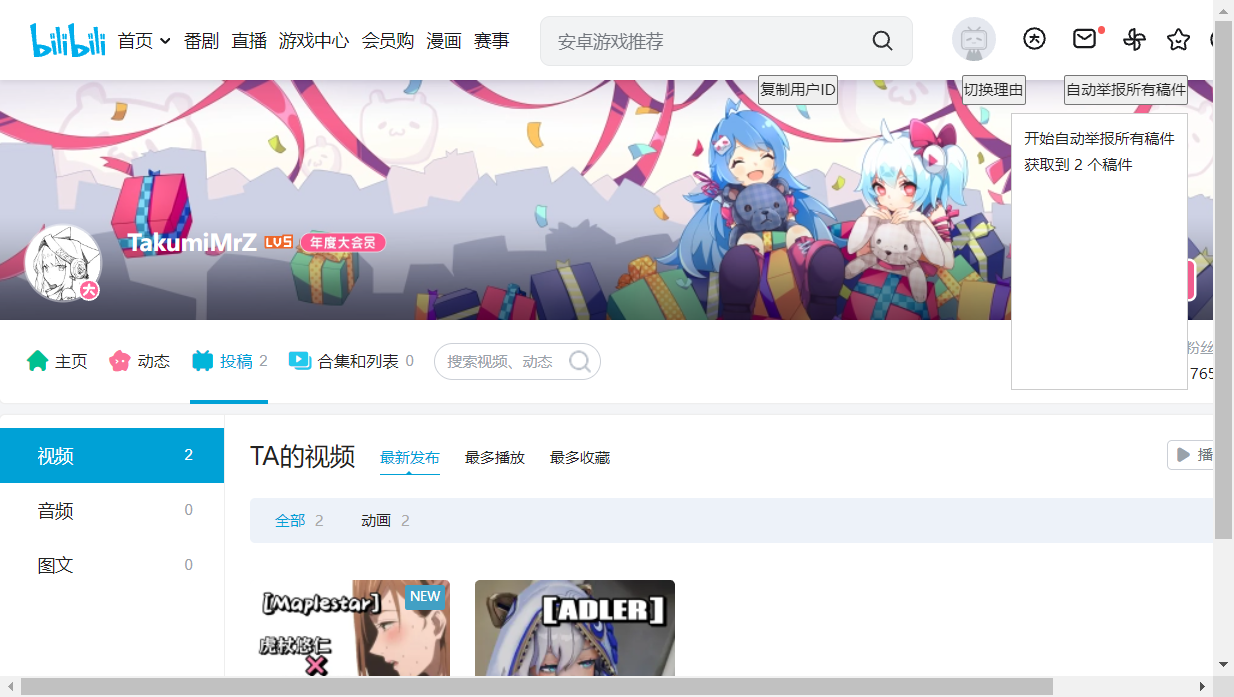 bilibili 首页 番剧 直播 游戏中心 会员购 漫画 赛事 安卓游戏推荐
复制用户ID 切换理由 自动举报所有稿件
开始自动举报所有稿件
获取到 2 个稿件
TakumiMrZ LV5 年度大会员
大
主页 动态 投稿 2 合集和列表 0 搜索视频、动态 粉丝
765
视频 2
音频 0
图文 0
TA的视频 最新发布 最多播放 最多收藏 播
全部 2 动画 2
[Maplestar] NEW
虎杖悠仁
[ADLER]